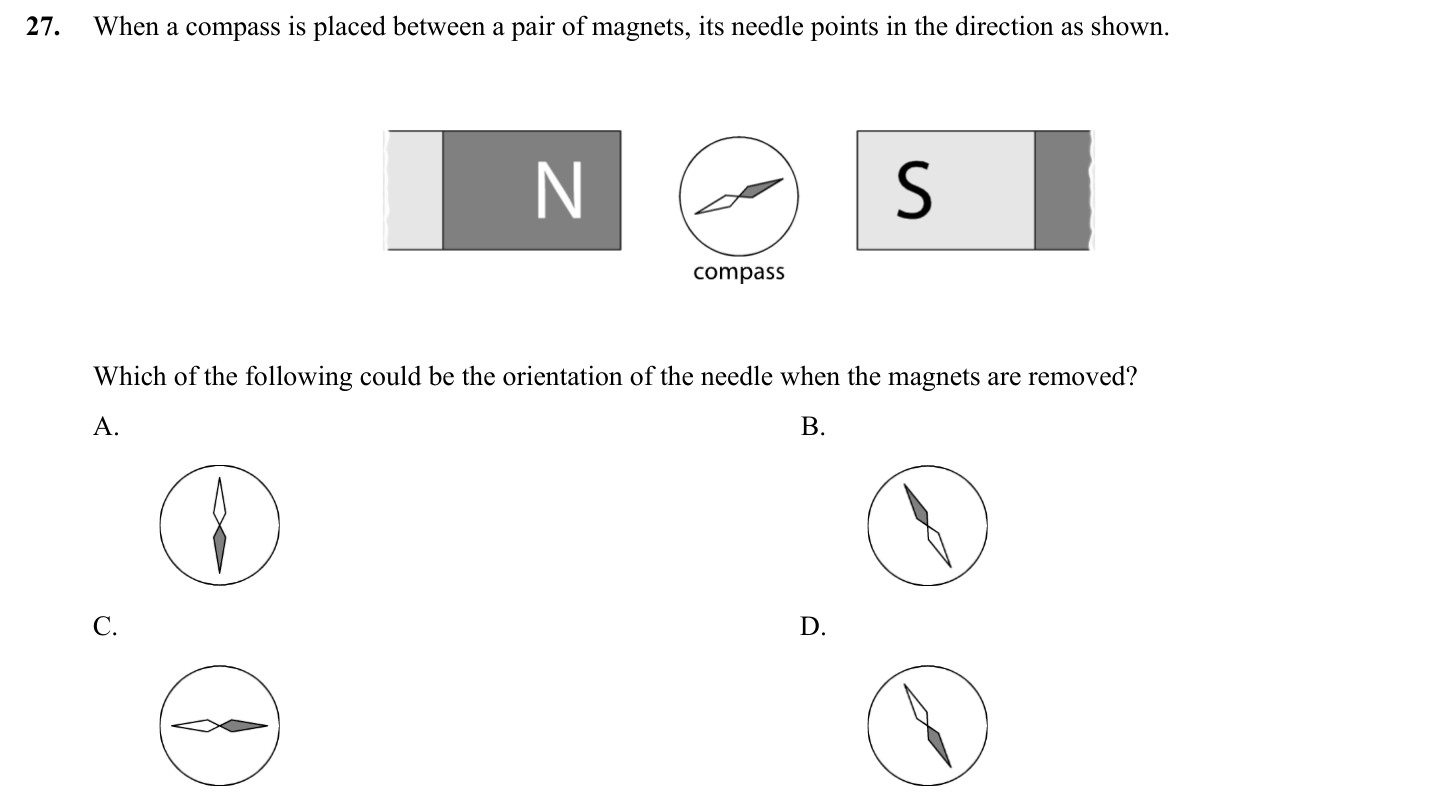 27. When a compass is placed between a pair of magnets, its needle points in the direction as shown.
N
S
compass
Which of the following could be the orientation of the needle when the magnets are removed?
A.
B.
C.
D.